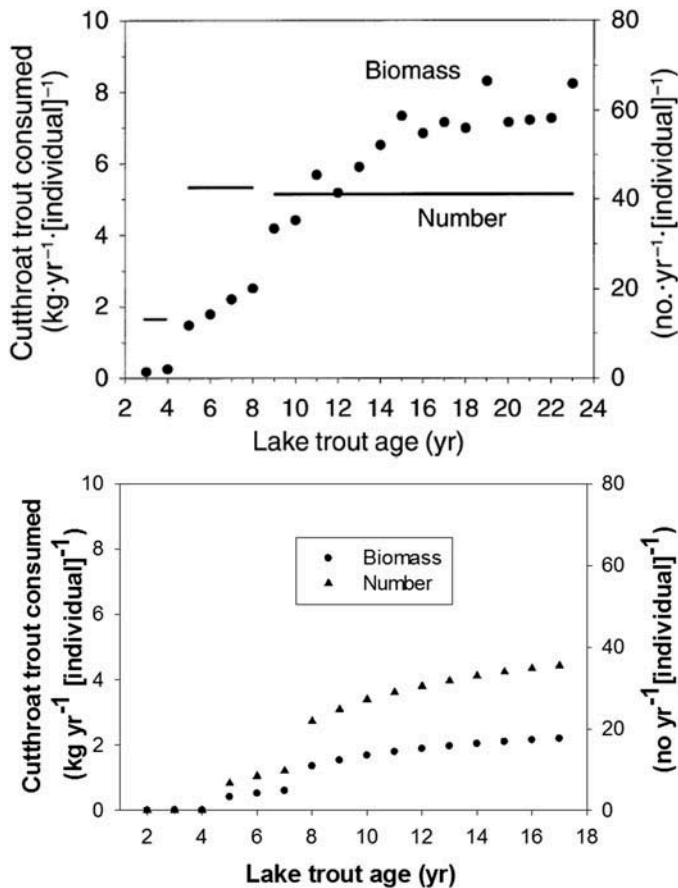 Cutthroat trout consumed
(kg·yr⁻¹·[individual]⁻¹)
10
8
6
4
2
0
80
60
40
20
0
(no.·yr⁻¹·[individual]⁻¹)
Biomass
Number
2 4 6 8 10 12 14 16 18 20 22 24
Lake trout age (yr)
Cutthroat trout consumed
(kg yr⁻¹ [individual]⁻¹)
10
8
6
4
2
0
80
60
40
20
0
(no yr⁻¹ [individual]⁻¹)
Biomass
Number
2 4 6 8 10 12 14 16 18
Lake trout age (yr)